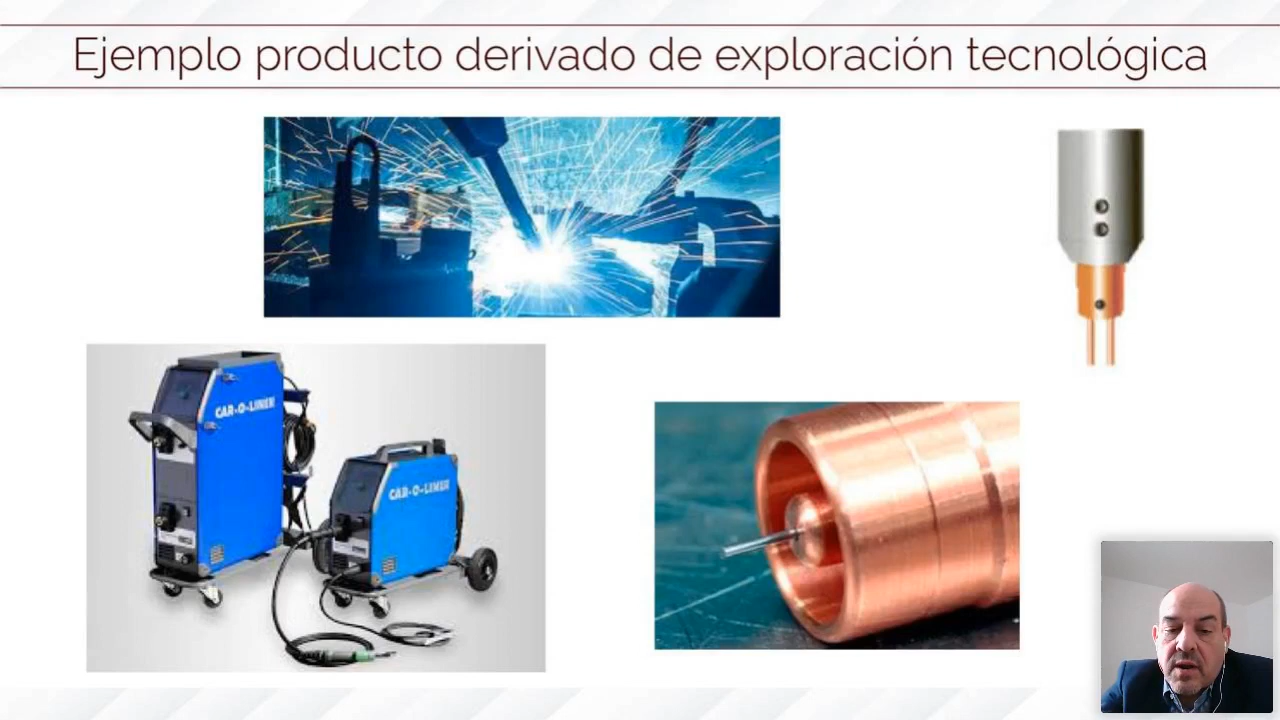 Ejemplo producto derivado de exploración tecnológica
CAR-O-LINER
CAR-O-LINER